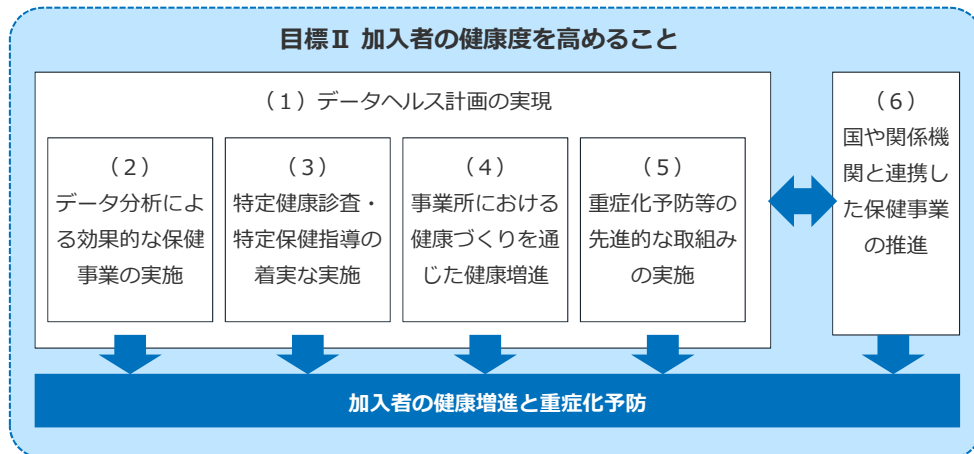 目標Ⅱ 加入者の健康度を高めること
（１）データヘルス計画の実現
（２）
データ分析によ
る効果的な保健
事業の実施
（３）
特定健康診査・
特定保健指導の
着実な実施
（４）
事業所における
健康づくりを通
じた健康増進
（５）
重症化予防等の
先進的な取組み
の実施
（６）
国や関係機
関と連携し
た保健事業
の推進
加入者の健康増進と重症化予防